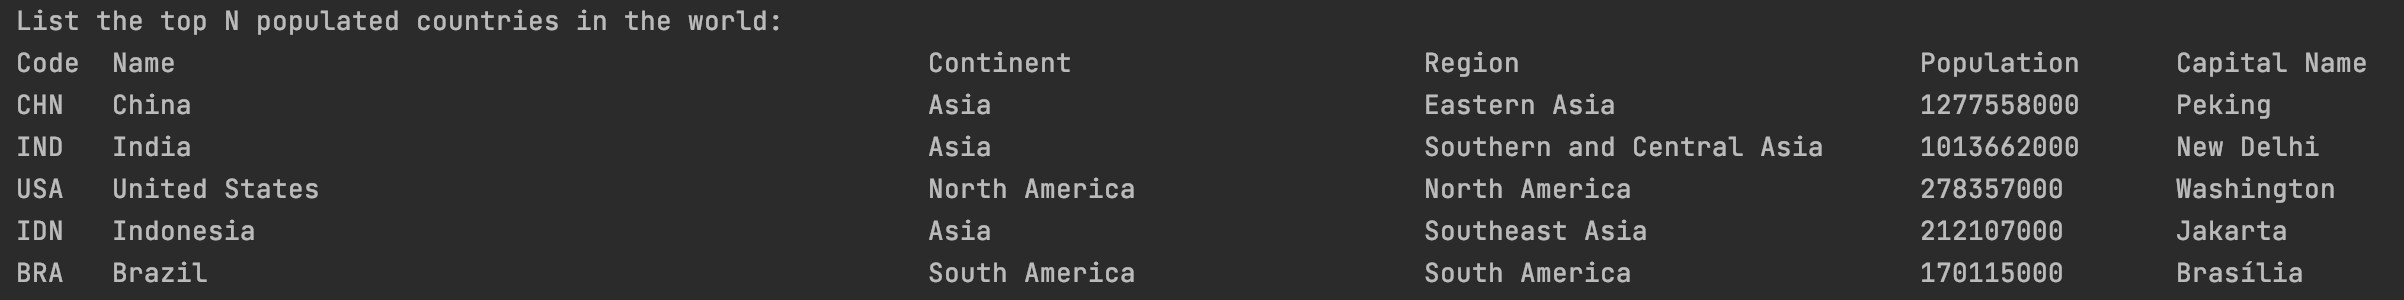 List the top N populated countries in the world:
Code Name Continent Region Population Capital Name
CHN China Asia Eastern Asia 1277558000 Peking
IND India Asia Southern and Central Asia 1013662000 New Delhi
USA United States North America North America 278357000 Washington
IDN Indonesia Asia Southeast Asia 212107000 Jakarta
BRA Brazil South America South America 170115000 Brasília